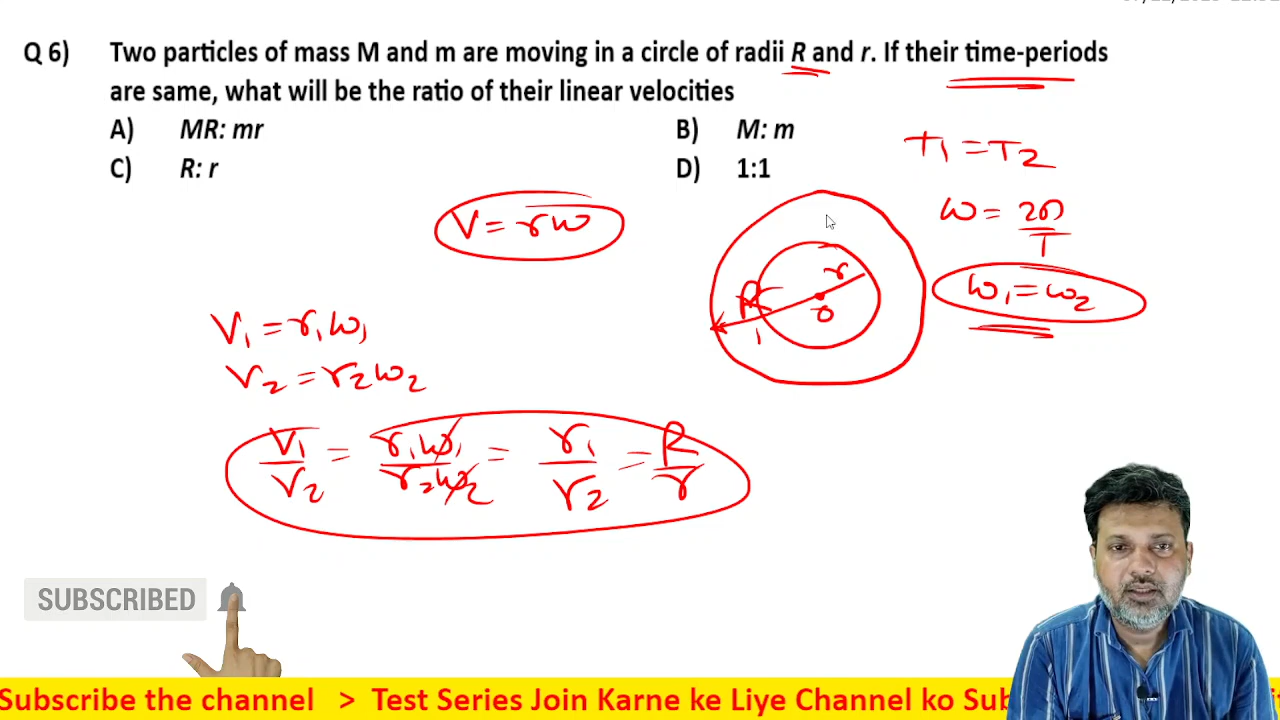 Q 6) Two particles of mass M and m are moving in a circle of radii R and r. If their time-periods
are same, what will be the ratio of their linear velocities
A) MR: mr B) M: m
C) R: r D) 1:1
T1 = T2
V = rω
ω = 2π/T
ω1 = ω2
r
R
O
V1 = r1ω1
V2 = r2ω2
V1/V2 = r1ω1/r2ω2 = r1/r2 = R/r
SUBSCRIBED
Subscribe the channel > Test Series Join Karne ke Liye Channel ko Sub